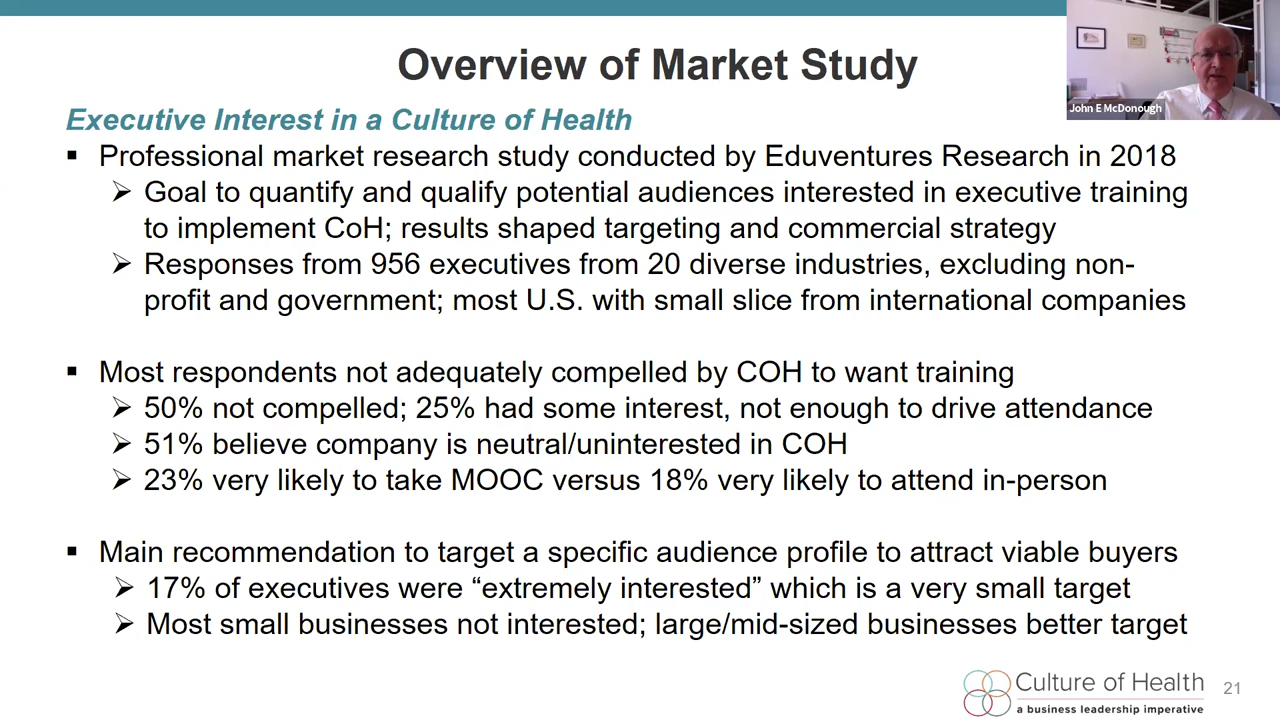 Overview of Market Study
John E McDonough
Executive Interest in a Culture of Health
▪ Professional market research study conducted by Eduventures Research in 2018
➢ Goal to quantify and qualify potential audiences interested in executive training
to implement CoH; results shaped targeting and commercial strategy
➢ Responses from 956 executives from 20 diverse industries, excluding non-
profit and government; most U.S. with small slice from international companies
▪ Most respondents not adequately compelled by COH to want training
➢ 50% not compelled; 25% had some interest, not enough to drive attendance
➢ 51% believe company is neutral/uninterested in COH
➢ 23% very likely to take MOOC versus 18% very likely to attend in-person
▪ Main recommendation to target a specific audience profile to attract viable buyers
➢ 17% of executives were “extremely interested” which is a very small target
➢ Most small businesses not interested; large/mid-sized businesses better target
Culture of Health
a business leadership imperative
21